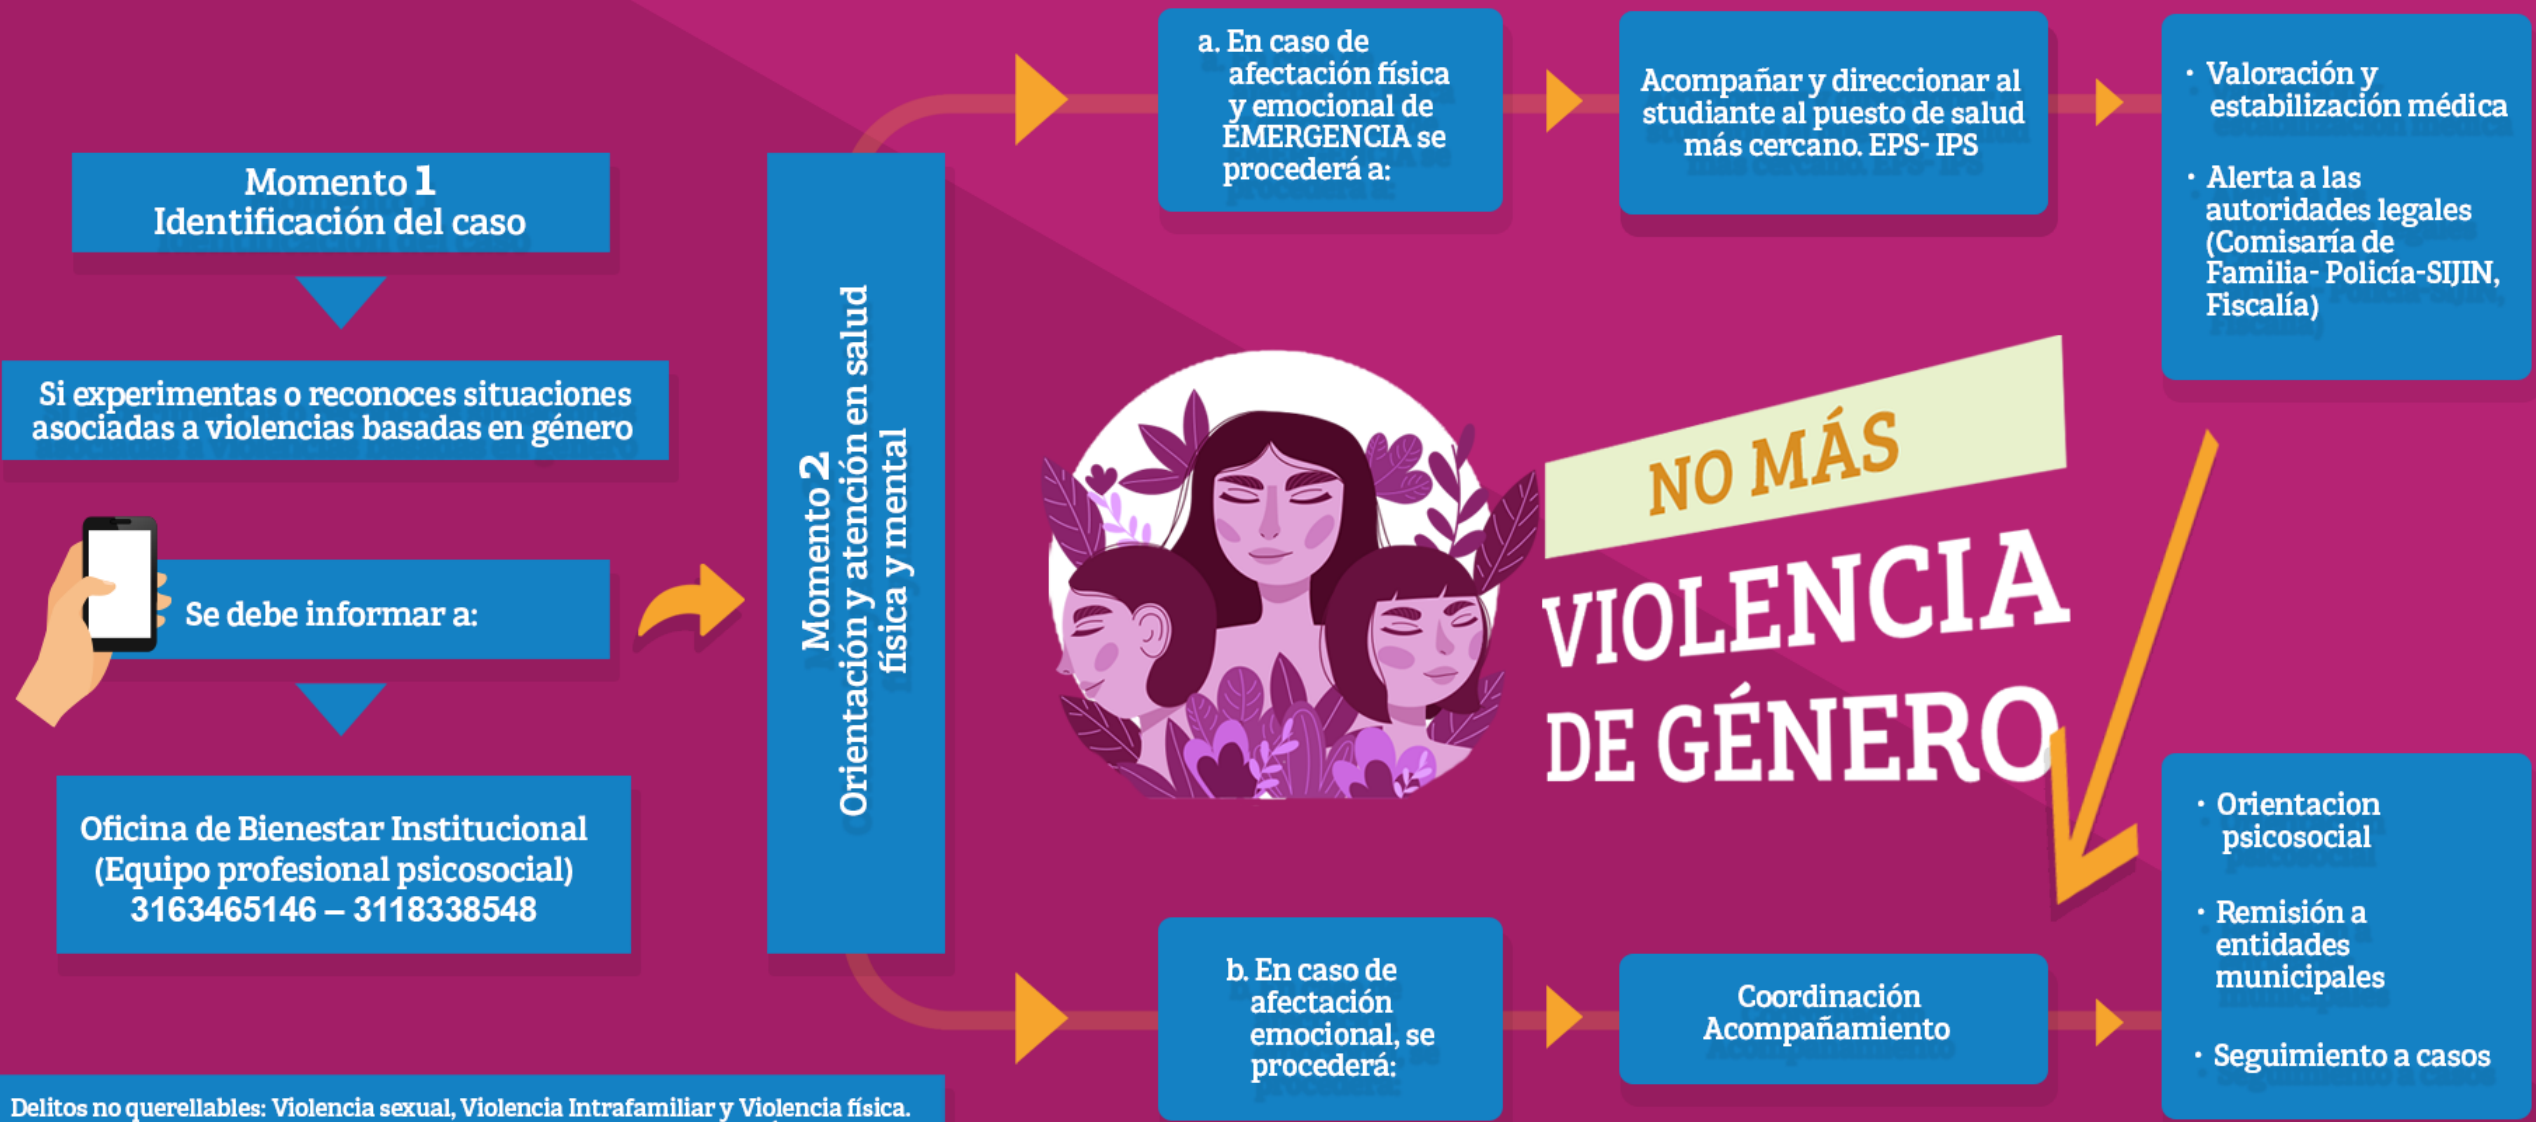 Momento 1
Identificación del caso
Si experimentas o reconoces situaciones
asociadas a violencias basadas en género
Se debe informar a:
Oficina de Bienestar Institucional
(Equipo profesional psicosocial)
3163465146 – 3118338548
Delitos no querellables: Violencia sexual, Violencia Intrafamiliar y Violencia física.
Momento 2
Orientación y atención en salud
física y mental
a. En caso de
afectación física
y emocional de
EMERGENCIA se
procederá a:
Acompañar y direccionar al
studiante al puesto de salud
más cercano. EPS- IPS
· Valoración y
estabilización médica
· Alerta a las
autoridades legales
(Comisaría de
Familia- Policía-SIJIN,
Fiscalía)
NO MÁS
VIOLENCIA
DE GÉNERO
b. En caso de
afectación
emocional, se
procederá:
Coordinación
Acompañamiento
· Orientacion
psicosocial
· Remisión a
entidades
municipales
· Seguimiento a casos